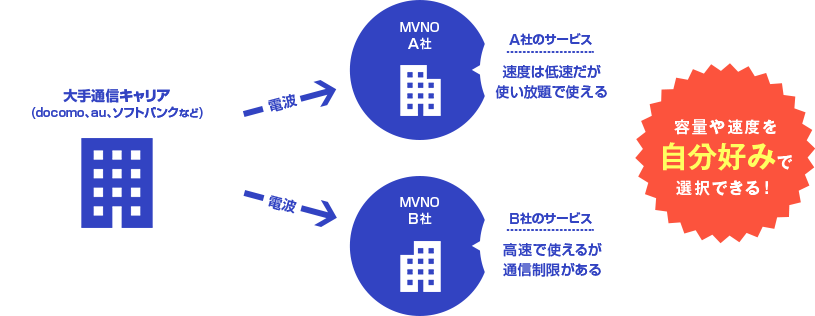 大手通信キャリア
(docomo、au、ソフトバンクなど)
電波
電波
MVNO
A社
A社のサービス
速度は低速だが
使い放題で使える
MVNO
B社
B社のサービス
高速で使えるが
通信制限がある
容量や速度を
自分好みで
選択できる！